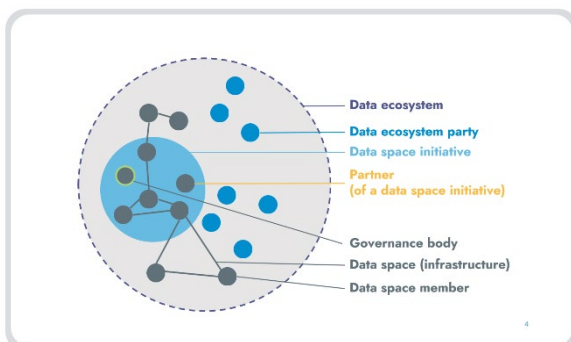 Data ecosystem
Data ecosystem party
Data space initiative
Partner
(of a data space initiative)
Governance body
Data space (infrastructure)
Data space member
4